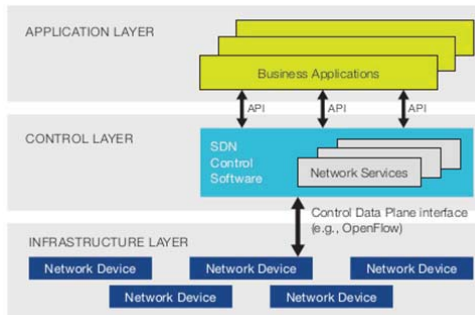 APPLICATION LAYER
Business Applications
API
API
API
CONTROL LAYER
SDN
Control
Software
Network Services
Control Data Plane interface
(e.g., OpenFlow)
INFRASTRUCTURE LAYER
Network Device
Network Device
Network Device
Network Device
Network Device